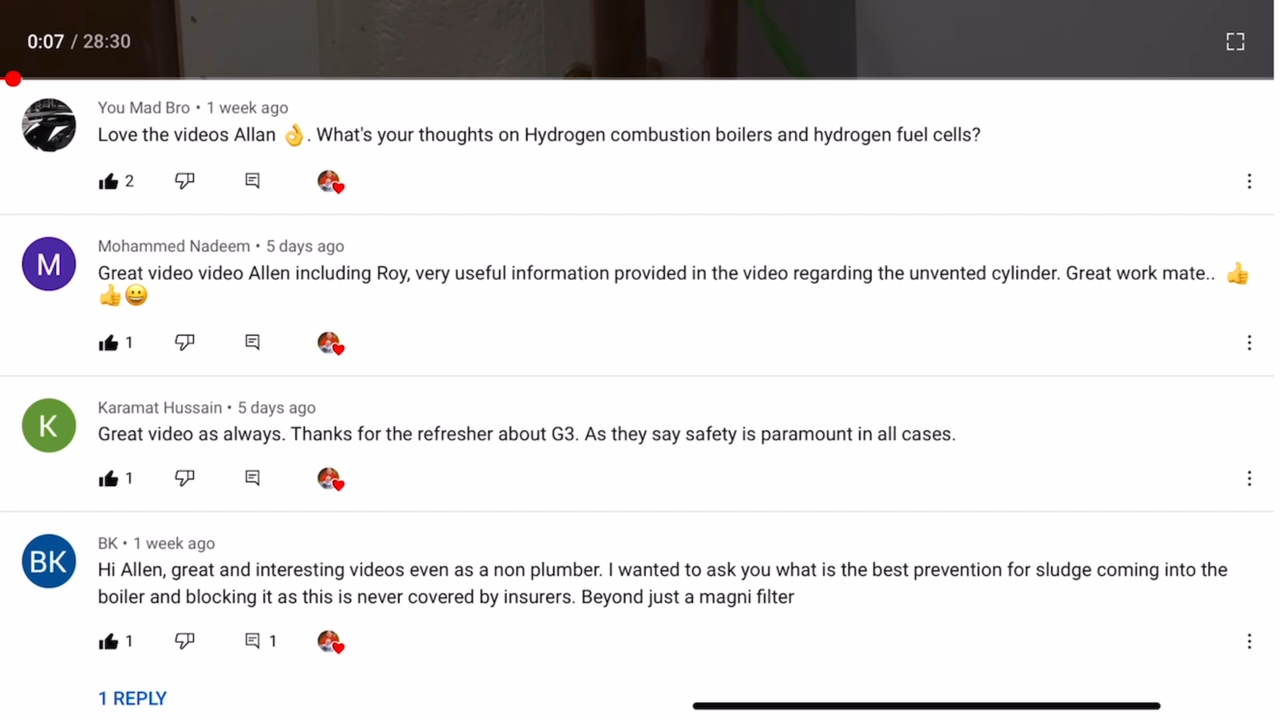 0:07 / 28:30
You Mad Bro • 1 week ago
Love the videos Allan 👌. What's your thoughts on Hydrogen combustion boilers and hydrogen fuel cells?
2
M
Mohammed Nadeem • 5 days ago
Great video video Allen including Roy, very useful information provided in the video regarding the unvented cylinder. Great work mate.. 👍
👍😀
1
K
Karamat Hussain • 5 days ago
Great video as always. Thanks for the refresher about G3. As they say safety is paramount in all cases.
1
BK
BK • 1 week ago
Hi Allen, great and interesting videos even as a non plumber. I wanted to ask you what is the best prevention for sludge coming into the
boiler and blocking it as this is never covered by insurers. Beyond just a magni filter
1 1
1 REPLY